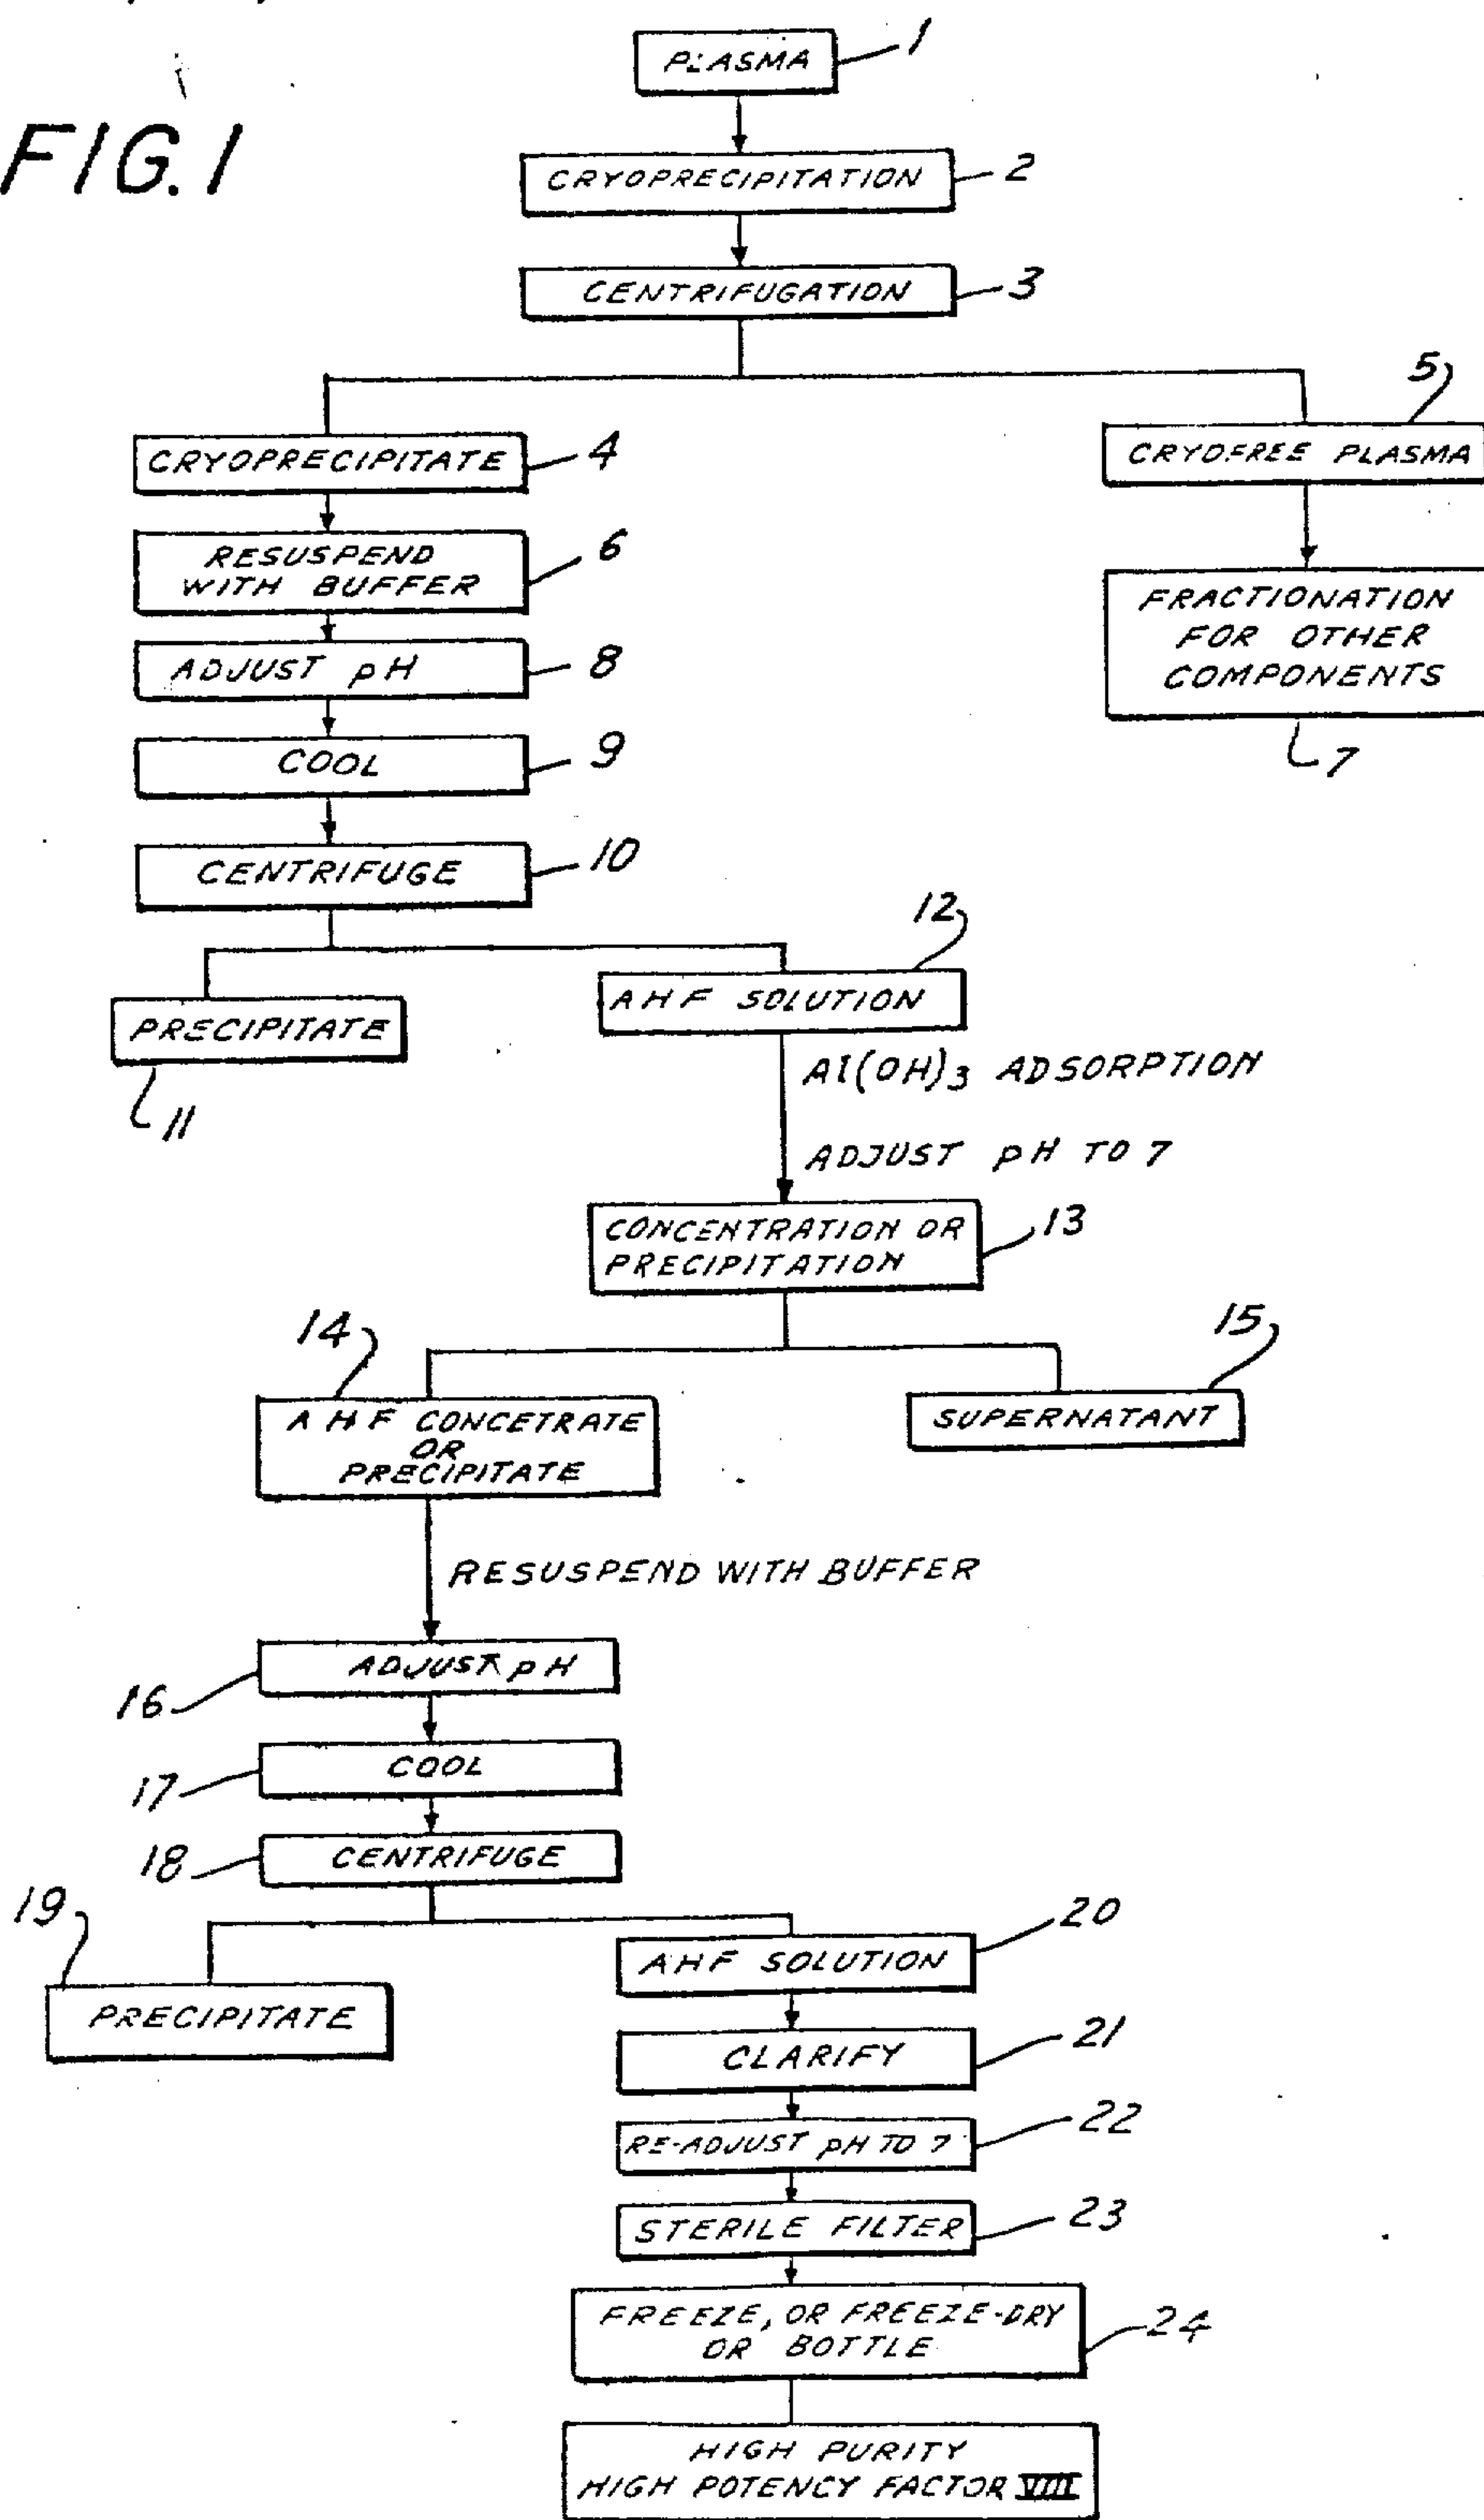 FIG. 1
PLASMA
1
CRYOPRECIPITATION
2
CENTRIFUGATION
3
CRYOPRECIPITATE
4
5
CRYOFREE PLASMA
RESUSPEND
WITH BUFFER
6
FRACTIONATION
FOR OTHER
COMPONENTS
7
ADJUST pH
8
COOL
9
CENTRIFUGE
10
PRECIPITATE
11
12
AHF SOLUTION
Al(OH)3 ADSORPTION
ADJUST pH TO 7
CONCENTRATION OR
PRECIPITATION
13
14
AHF CONCETRATE
OR
PRECIPITATE
15
SUPERNATANT
RESUSPEND WITH BUFFER
ADJUST pH
16
COOL
17
CENTRIFUGE
18
19
PRECIPITATE
AHF SOLUTION
20
CLARIFY
21
RE-ADJUST pH TO 7
22
STERILE FILTER
23
FREEZE, OR FREEZE-DRY
OR BOTTLE
24
HIGH PURITY
HIGH POTENCY FACTOR VIII